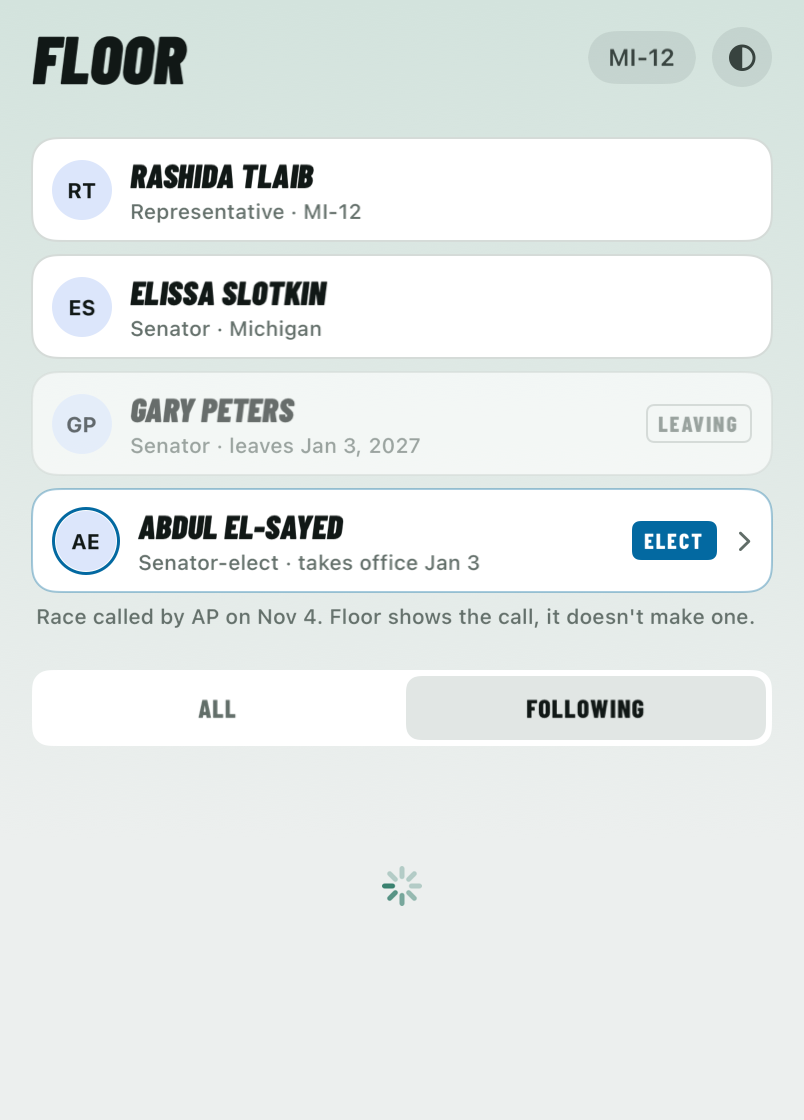 FLOOR
MI-12
RT
RASHIDA TLAIB
Representative · MI-12
ES
ELISSA SLOTKIN
Senator · Michigan
GP
GARY PETERS
Senator · leaves Jan 3, 2027
LEAVING
AE
ABDUL EL-SAYED
Senator-elect · takes office Jan 3
ELECT
Race called by AP on Nov 4. Floor shows the call, it doesn't make one.
ALL
FOLLOWING